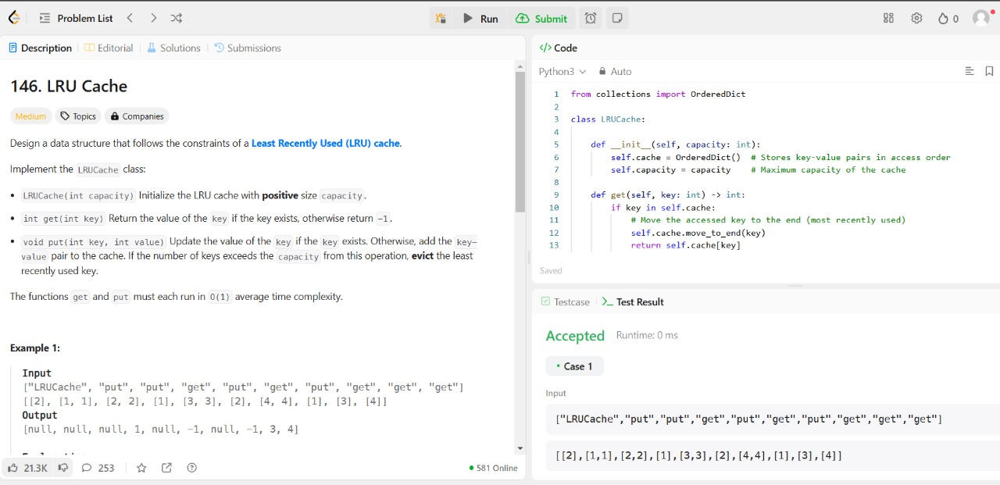 Problem List
Run
Submit
0
Description
Editorial
Solutions
Submissions
146. LRU Cache
Medium
Topics
Companies
Design a data structure that follows the constraints of a Least Recently Used (LRU) cache.
Implement the LRUCache class:
• LRUCache(int capacity) Initialize the LRU cache with positive size capacity.
• int get(int key) Return the value of the key if the key exists, otherwise return -1.
• void put(int key, int value) Update the value of the key if the key exists. Otherwise, add the key-
value pair to the cache. If the number of keys exceeds the capacity from this operation, evict the least
recently used key.
The functions get and put must each run in O(1) average time complexity.
Example 1:
Input
["LRUCache", "put", "put", "get", "put", "get", "put", "get", "get", "get"]
[[2], [1, 1], [2, 2], [1], [3, 3], [2], [4, 4], [1], [3], [4]]
Output
[null, null, null, 1, null, -1, null, -1, 3, 4]
21.3K
253
581 Online
</> Code
Python3
Auto
1 from collections import OrderedDict
2
3 class LRUCache:
4
5     def __init__(self, capacity: int):
6         self.cache = OrderedDict()  # Stores key-value pairs in access order
7         self.capacity = capacity    # Maximum capacity of the cache
8
9     def get(self, key: int) -> int:
10         if key in self.cache:
11             # Move the accessed key to the end (most recently used)
12             self.cache.move_to_end(key)
13             return self.cache[key]
Saved
Testcase
>_ Test Result
Accepted
Runtime: 0 ms
• Case 1
Input
["LRUCache","put","put","get","put","get","put","get","get","get"]
[[2],[1,1],[2,2],[1],[3,3],[2],[4,4],[1],[3],[4]]